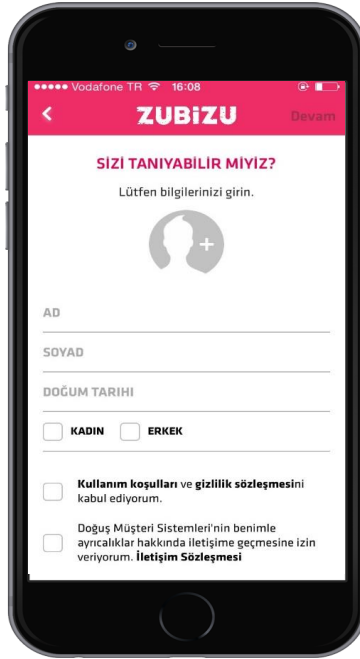 Vodafone TR 16:08
ZUBiZU Devam
SİZİ TANIYABİLİR MİYİZ?
Lütfen bilgilerinizi girin.
AD
SOYAD
DOĞUM TARIHI
KADIN ERKEK
Kullanım koşulları ve gizlilik sözleşmesini
kabul ediyorum.
Doğuş Müşteri Sistemleri'nin benimle
ayrıcalıklar hakkında iletişime geçmesine izin
veriyorum. İletişim Sözleşmesi